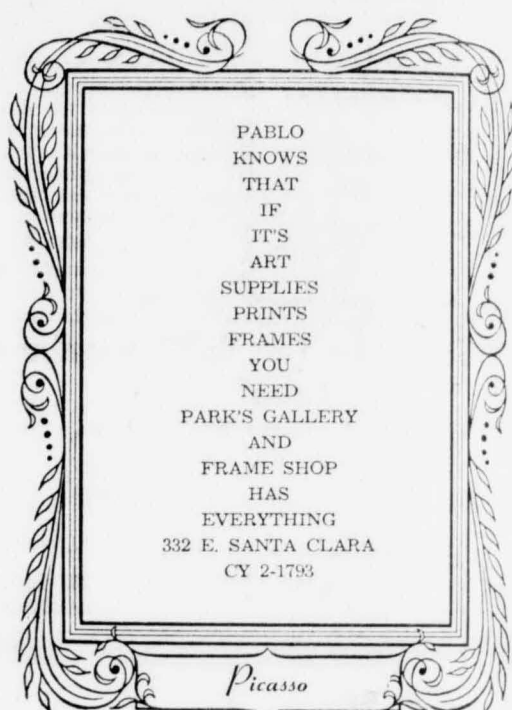 PABLO
KNOWS
THAT
IF
IT'S
ART
SUPPLIES
PRINTS
FRAMES
YOU
NEED
PARK'S GALLERY
AND
FRAME SHOP
HAS
EVERYTHING
332 E. SANTA CLARA
CY 2-1793
Picasso